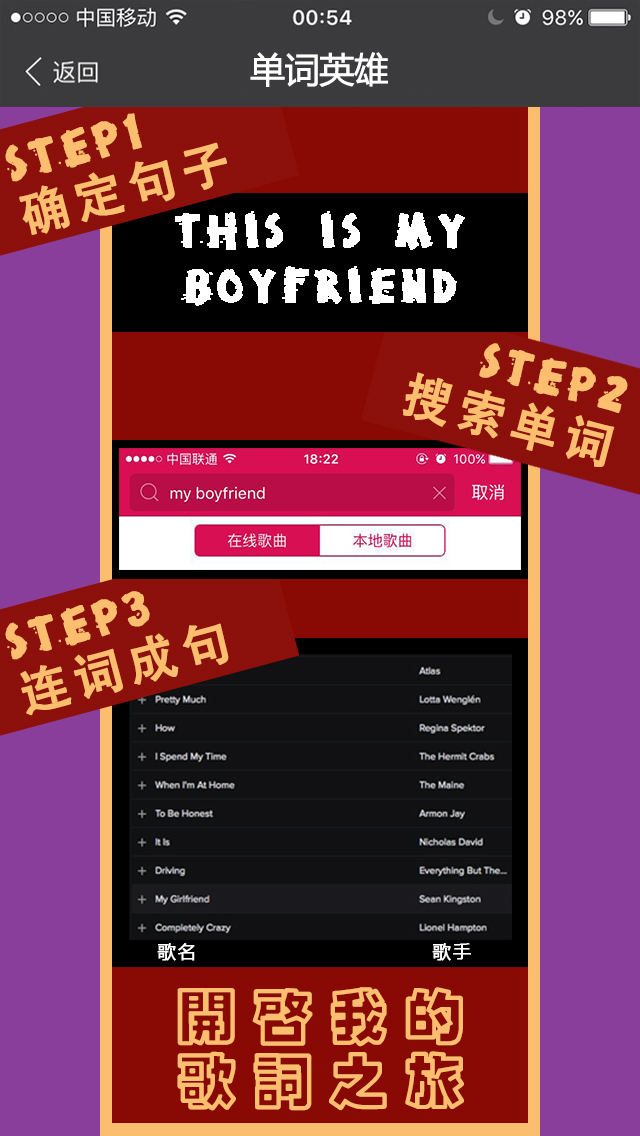 中国移动 00:54 98%
返回 单词英雄
STEP1
确定句子
THIS IS MY
BOYFRIEND
STEP2
搜索单词
中国联通 18:22 100%
my boyfriend 取消
在线歌曲 本地歌曲
STEP3
连词成句
Atlas
Pretty Much Lotta Wenglén
How Regina Spektor
I Spend My Time The Hermit Crabs
When I'm At Home The Maine
To Be Honest Armon Jay
It Is Nicholas David
Driving Everything But The...
My Girlfriend Sean Kingston
Completely Crazy Lionel Hampton
歌名 歌手
開啓我的
歌詞之旅